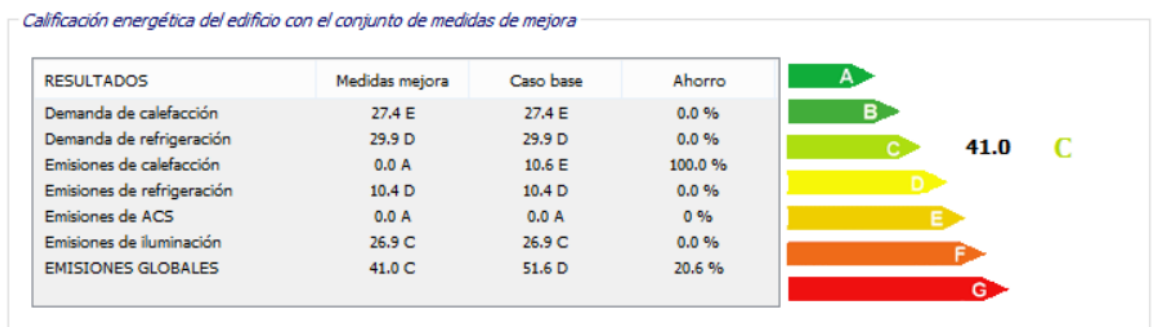 Calificación energética del edificio con el conjunto de medidas de mejora
RESULTADOS Medidas mejora Caso base Ahorro
Demanda de calefacción 27.4 E 27.4 E 0.0 %
Demanda de refrigeración 29.9 D 29.9 D 0.0 %
Emisiones de calefacción 0.0 A 10.6 E 100.0 %
Emisiones de refrigeración 10.4 D 10.4 D 0.0 %
Emisiones de ACS 0.0 A 0.0 A 0 %
Emisiones de iluminación 26.9 C 26.9 C 0.0 %
EMISIONES GLOBALES 41.0 C 51.6 D 20.6 %
A
B
C 41.0 C
D
E
F
G